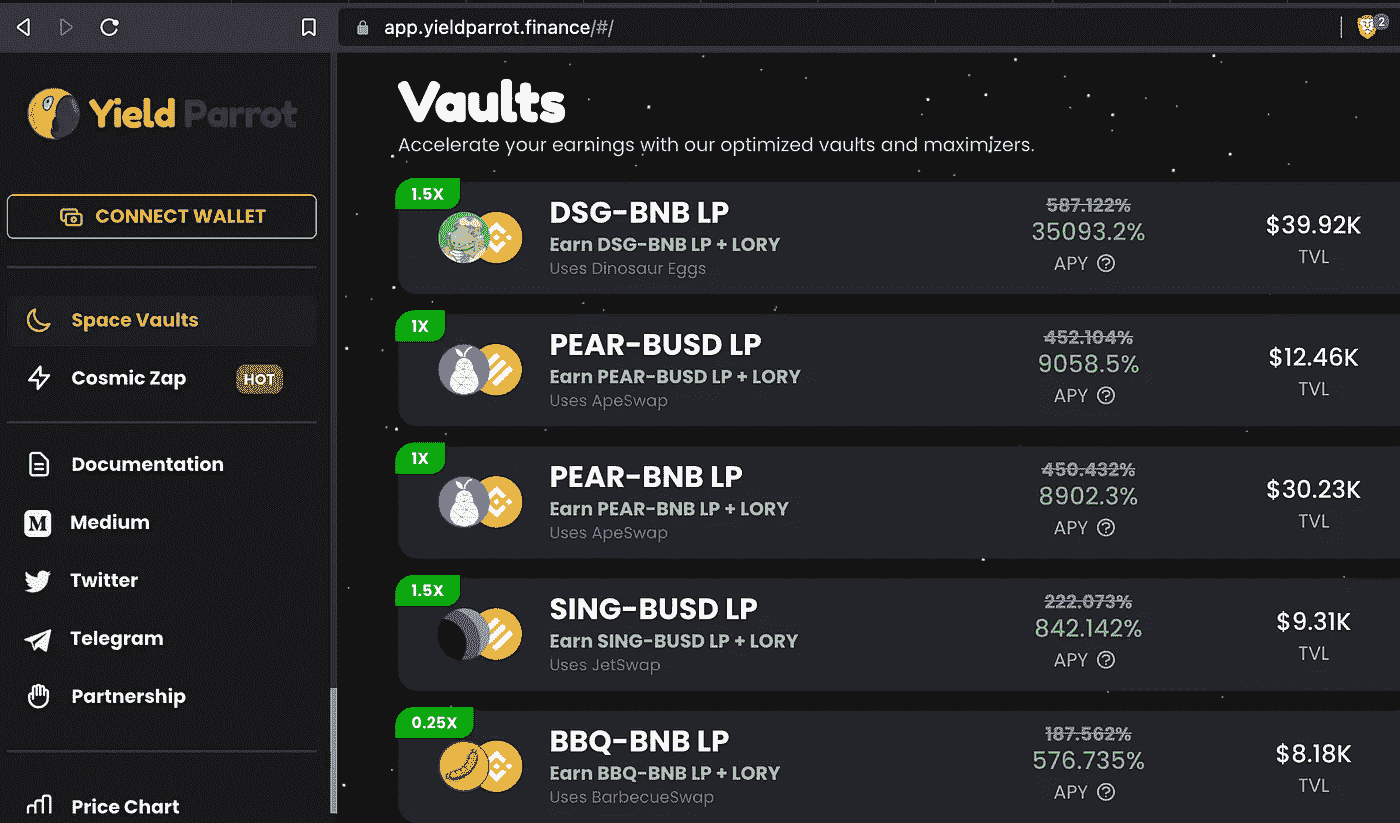 app.yieldparrot.finance/#/
2
Yield Parrot
CONNECT WALLET
Space Vaults
Cosmic Zap
HOT
Documentation
M
Medium
Twitter
Telegram
Partnership
Price Chart
Vaults
Accelerate your earnings with our optimized vaults and maximizers.
1.5X
DSG-BNB LP
Earn DSG-BNB LP + LORY
Uses Dinosaur Eggs
587.122%
35093.2%
APY ?
$39.92K
TVL
1X
PEAR-BUSD LP
Earn PEAR-BUSD LP + LORY
Uses ApeSwap
452.104%
9058.5%
APY ?
$12.46K
TVL
1X
PEAR-BNB LP
Earn PEAR-BNB LP + LORY
Uses ApeSwap
450.432%
8902.3%
APY ?
$30.23K
TVL
1.5X
SING-BUSD LP
Earn SING-BUSD LP + LORY
Uses JetSwap
222.073%
842.142%
APY ?
$9.31K
TVL
0.25X
BBQ-BNB LP
Earn BBQ-BNB LP + LORY
Uses BarbecueSwap
187.562%
576.735%
APY ?
$8.18K
TVL